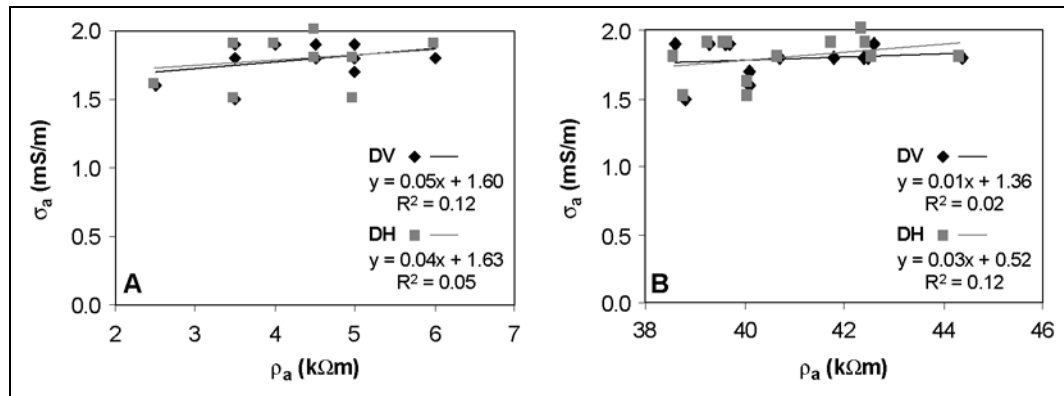 2.0
1.5
1.0
0.5
0.0
σa (mS/m)
DV
y = 0.05x + 1.60
R² = 0.12
DH
y = 0.04x + 1.63
R² = 0.05
A
2 3 4 5 6 7
ρa (kΩm)
2.0
1.5
1.0
0.5
0.0
σa (mS/m)
DV
y = 0.01x + 1.36
R² = 0.02
DH
y = 0.03x + 0.52
R² = 0.12
B
38 40 42 44 46
ρa (kΩm)